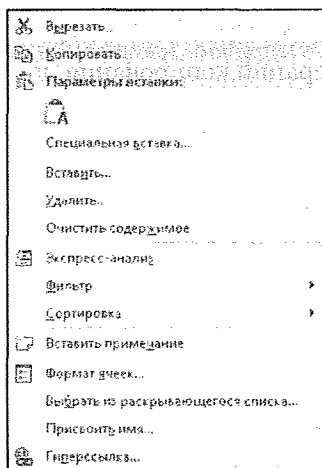 Вырезать
Копировать
Параметры вставки:
A
Специальная вставка...
Вставить...
Удалить...
Очистить содержимое
Экспресс-анализ
Фильтр
Сортировка
Вставить примечание
Формат ячеек...
Выбрать из раскрывающегося списка...
Присвоить имя...
Гиперссылка...